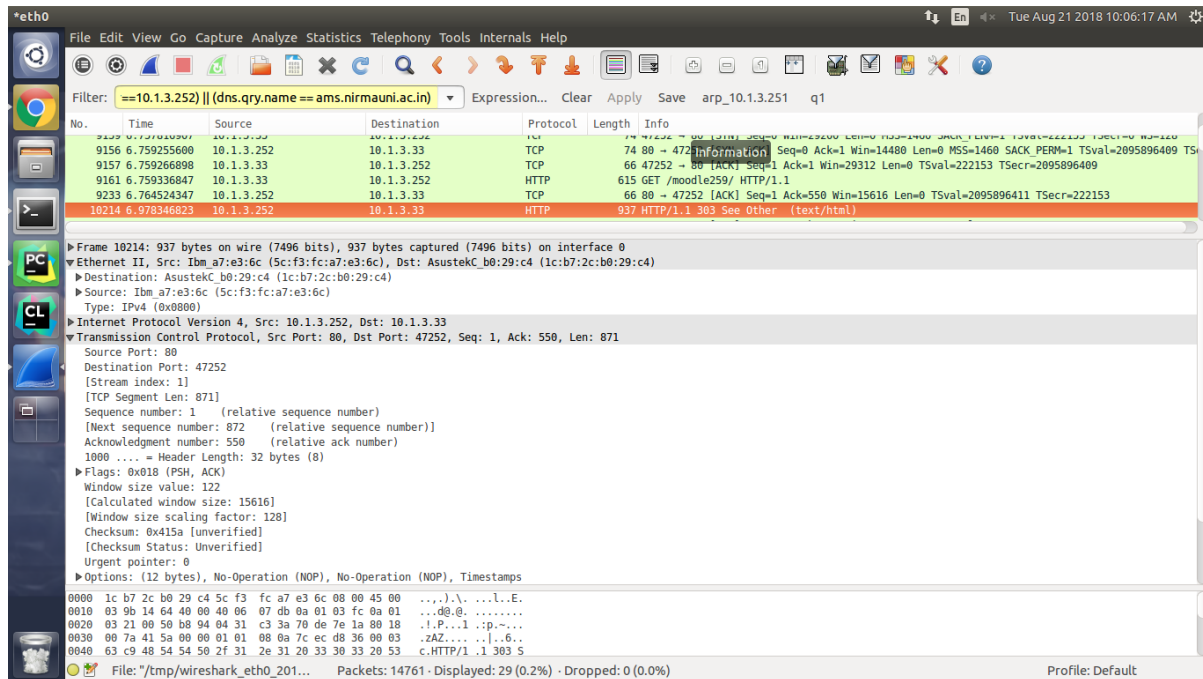 *eth0 En Tue Aug 21 2018 10:06:17 AM
File Edit View Go Capture Analyze Statistics Telephony Tools Internals Help
Filter: ==10.1.3.252) || (dns.qry.name == ams.nirmauni.ac.in) Expression... Clear Apply Save arp_10.1.3.251 q1
No. Time Source Destination Protocol Length Info
9156 6.759255600 10.1.3.252 10.1.3.33 TCP 74 80 → Seq=0 Ack=1 Win=14480 Len=0 MSS=1460 SACK_PERM=1 TSval=2095896409
Information
9157 6.759266898 10.1.3.33 10.1.3.252 TCP 66 47252 → 80 [ACK] Seq=1 Ack=1 Win=29312 Len=0 TSval=222153 TSecr=2095896409
9161 6.759336847 10.1.3.33 10.1.3.252 HTTP 615 GET /moodle259/ HTTP/1.1
9233 6.764524347 10.1.3.252 10.1.3.33 TCP 66 80 → 47252 [ACK] Seq=1 Ack=550 Win=15616 Len=0 TSval=2095896411 TSecr=222153
10214 6.978346823 10.1.3.252 10.1.3.33 HTTP 937 HTTP/1.1 303 See Other (text/html)
Frame 10214: 937 bytes on wire (7496 bits), 937 bytes captured (7496 bits) on interface 0
Ethernet II, Src: Ibm_a7:e3:6c (5c:f3:fc:a7:e3:6c), Dst: AsustekC_b0:29:c4 (1c:b7:2c:b0:29:c4)
Destination: AsustekC_b0:29:c4 (1c:b7:2c:b0:29:c4)
Source: Ibm_a7:e3:6c (5c:f3:fc:a7:e3:6c)
Type: IPv4 (0x0800)
Internet Protocol Version 4, Src: 10.1.3.252, Dst: 10.1.3.33
Transmission Control Protocol, Src Port: 80, Dst Port: 47252, Seq: 1, Ack: 550, Len: 871
Source Port: 80
Destination Port: 47252
[Stream index: 1]
[TCP Segment Len: 871]
Sequence number: 1 (relative sequence number)
[Next sequence number: 872 (relative sequence number)]
Acknowledgment number: 550 (relative ack number)
1000 .... = Header Length: 32 bytes (8)
Flags: 0x018 (PSH, ACK)
Window size value: 122
[Calculated window size: 15616]
[Window size scaling factor: 128]
Checksum: 0x415a [unverified]
[Checksum Status: Unverified]
Urgent pointer: 0
Options: (12 bytes), No-Operation (NOP), No-Operation (NOP), Timestamps
0000 1c b7 2c b0 29 c4 5c f3 fc a7 e3 6c 08 00 45 00 ..,.).\. ...l..E.
0010 03 9b 14 64 40 00 40 06 07 db 0a 01 03 fc 0a 01 ...d@.@. ........
0020 03 21 00 50 b8 94 04 31 c3 3a 70 de 7e 1a 80 18 .!.P...1 .:p.~...
0030 00 7a 41 5a 00 00 01 01 08 0a 7c ec d8 36 00 03 .zAZ.... ..|..6..
0040 63 c9 48 54 54 50 2f 31 2e 31 20 33 30 33 20 53 c.HTTP/1 .1 303 S
File: "/tmp/wireshark_eth0_201... Packets: 14761 · Displayed: 29 (0.2%) · Dropped: 0 (0.0%) Profile: Default
PC
CL